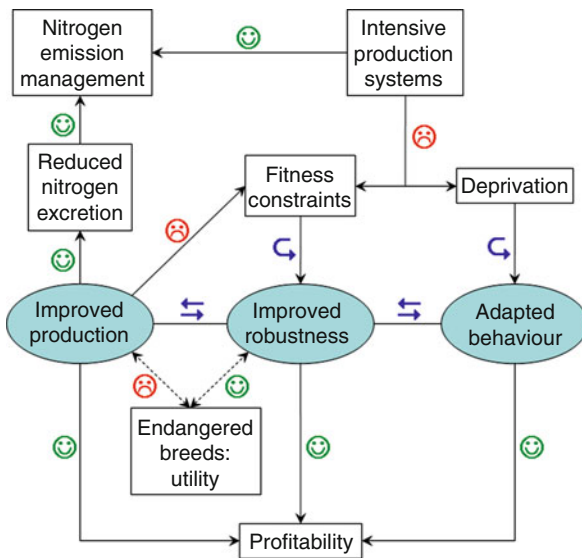 Nitrogen
emission
management
Intensive
production
systems
Reduced
nitrogen
excretion
Fitness
constraints
Deprivation
Improved
production
Improved
robustness
Adapted
behaviour
Endangered
breeds:
utility
Profitability